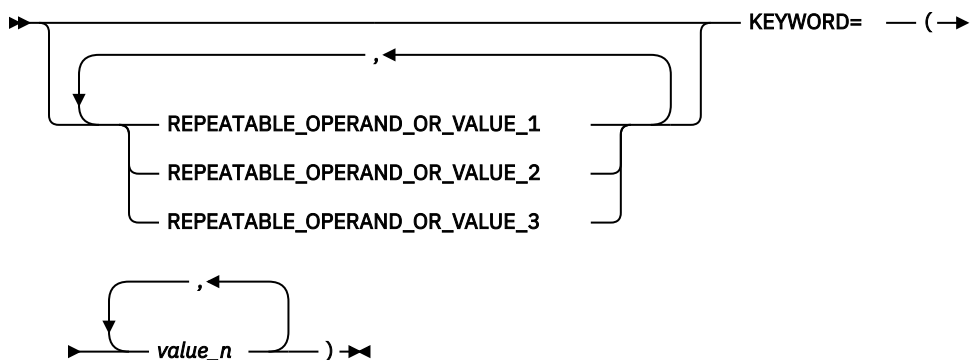 KEYWORD= (
,
REPEATABLE_OPERAND_OR_VALUE_1
REPEATABLE_OPERAND_OR_VALUE_2
REPEATABLE_OPERAND_OR_VALUE_3
,
value_n )